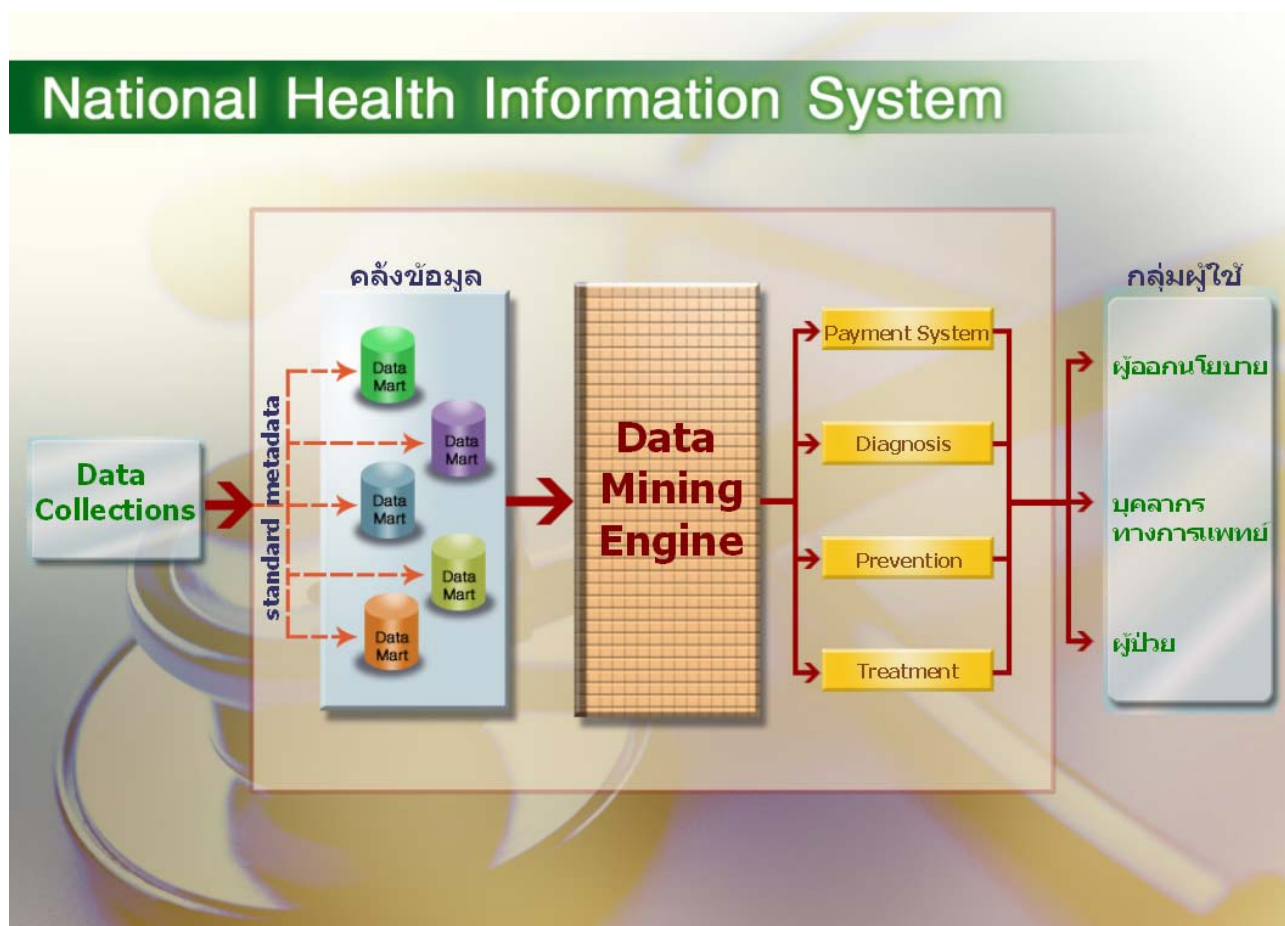 National Health Information System
คลังข้อมูล
กลุ่มผู้ใช้
Data
Collections
standard metadata
Data
Mart
Data
Mart
Data
Mart
Data
Mart
Data
Mart
Data
Mining
Engine
Payment System
Diagnosis
Prevention
Treatment
ผู้ออกนโยบาย
บุคลากร
ทางการแพทย์
ผู้ป่วย